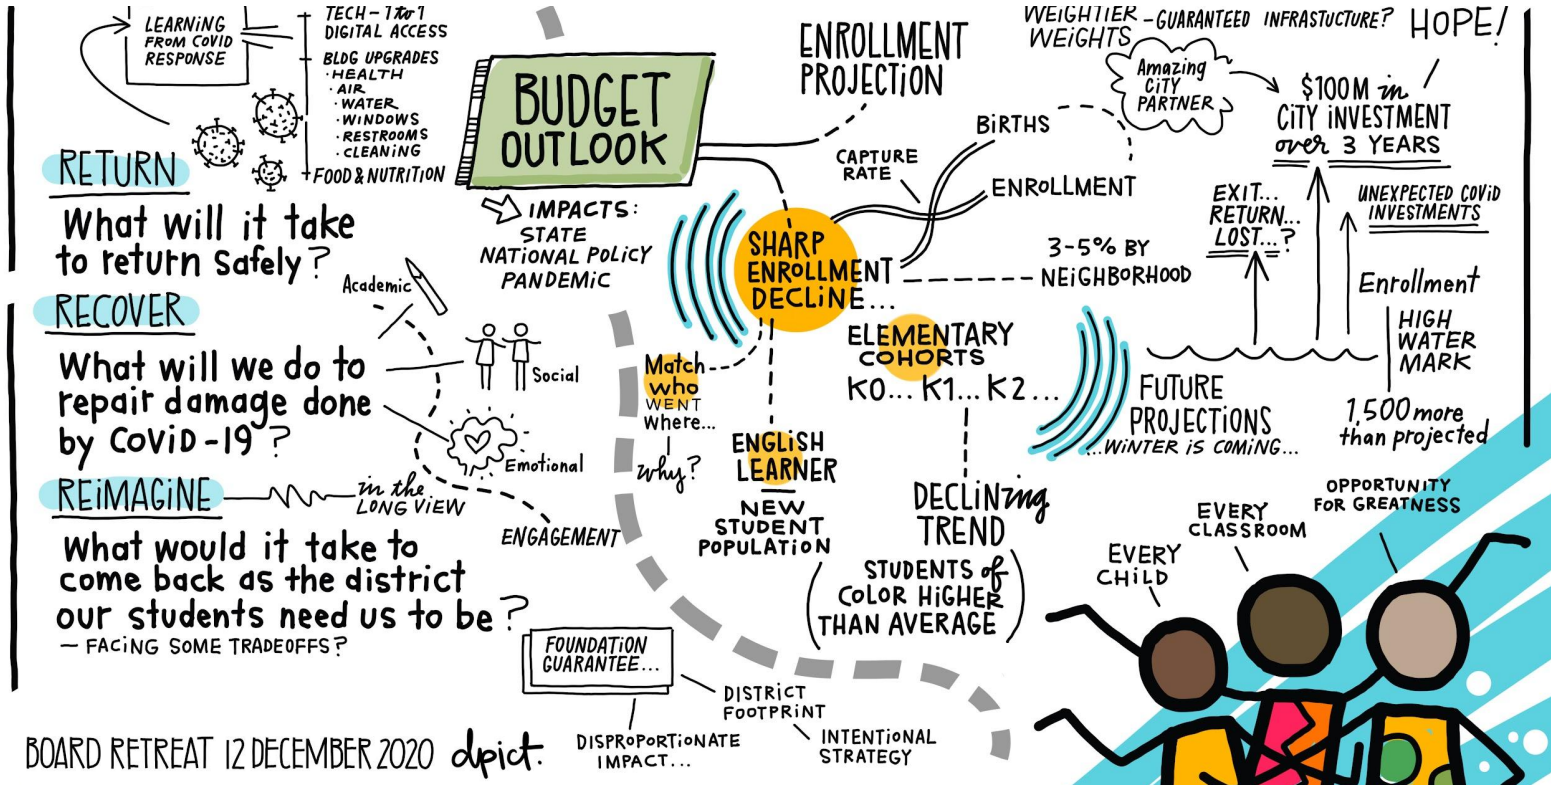 LEARNING
FROM COVID
RESPONSE
TECH - 1 to 1
DIGITAL ACCESS
BLDG UPGRADES
· HEALTH
· AIR
· WATER
· WINDOWS
· RESTROOMS
· CLEANING
FOOD & NUTRITION
RETURN
What will it take
to return safely?
RECOVER
What will we do to
repair damage done
by COVID-19?
Academic
Social
Emotional
ENGAGEMENT
REIMAGINE
in the
LONG VIEW
What would it take to
come back as the district
our students need us to be?
- FACING SOME TRADEOFFS?
BOARD RETREAT 12 DECEMBER 2020 dpict.
BUDGET
OUTLOOK
IMPACTS:
STATE
NATIONAL POLICY
PANDEMIC
ENROLLMENT
PROJECTION
SHARP
ENROLLMENT
DECLINE...
CAPTURE
RATE
BIRTHS
ENROLLMENT
3-5% BY
NEIGHBORHOOD
Match
who
WENT
where...
why?
ENGLISH
LEARNER
NEW
STUDENT
POPULATION
ELEMENTARY
COHORTS
K0... K1... K2...
DECLINing
TREND
(STUDENTS of
COLOR HIGHER
THAN AVERAGE)
FOUNDATION
GUARANTEE...
DISTRICT
FOOTPRINT
INTENTIONAL
STRATEGY
DISPROPORTIONATE
IMPACT...
WEIGHTIER
WEIGHTS
- GUARANTEED INFRASTUCTURE?
HOPE!
Amazing
CITY
PARTNER
$100M in
CITY INVESTMENT
over 3 YEARS
EXIT...
RETURN...
LOST...?
UNEXPECTED COVID
INVESTMENTS
Enrollment
HIGH
WATER
MARK
1,500 more
than projected
FUTURE
PROJECTIONS
...WINTER IS COMING...
EVERY
CHILD
EVERY
CLASSROOM
OPPORTUNITY
FOR GREATNESS